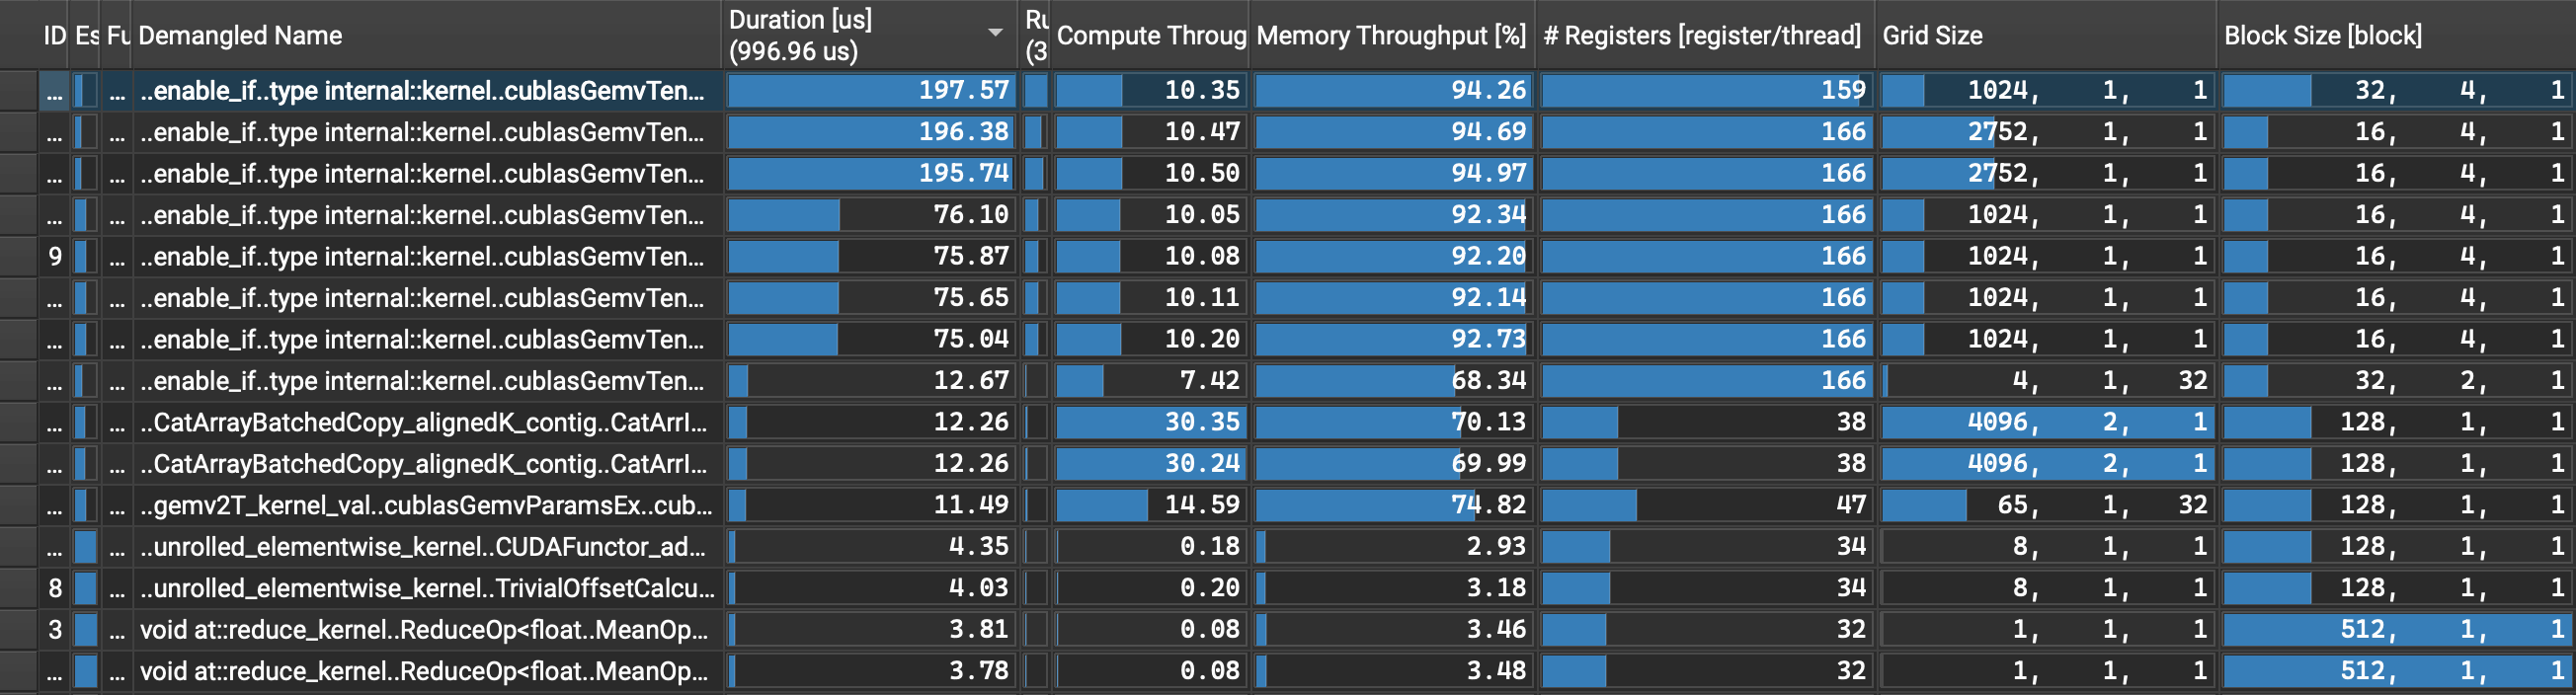 ID Es Fu Demangled Name Duration [us] (996.96 us) Ru (3 Compute Throug Memory Throughput [%] # Registers [register/thread] Grid Size Block Size [block]
... ... ..enable_if..type internal::kernel..cublasGemvTen... 197.57 10.35 94.26 159 1024, 1, 1 32, 4, 1
... ... ..enable_if..type internal::kernel..cublasGemvTen... 196.38 10.47 94.69 166 2752, 1, 1 16, 4, 1
... ... ..enable_if..type internal::kernel..cublasGemvTen... 195.74 10.50 94.97 166 2752, 1, 1 16, 4, 1
... ... ..enable_if..type internal::kernel..cublasGemvTen... 76.10 10.05 92.34 166 1024, 1, 1 16, 4, 1
9 ... ..enable_if..type internal::kernel..cublasGemvTen... 75.87 10.08 92.20 166 1024, 1, 1 16, 4, 1
... ... ..enable_if..type internal::kernel..cublasGemvTen... 75.65 10.11 92.14 166 1024, 1, 1 16, 4, 1
... ... ..enable_if..type internal::kernel..cublasGemvTen... 75.04 10.20 92.73 166 1024, 1, 1 16, 4, 1
... ... ..enable_if..type internal::kernel..cublasGemvTen... 12.67 7.42 68.34 166 4, 1, 32 32, 2, 1
... ... ..CatArrayBatchedCopy_alignedK_contig..CatArrI... 12.26 30.35 70.13 38 4096, 2, 1 128, 1, 1
... ... ..CatArrayBatchedCopy_alignedK_contig..CatArrI... 12.26 30.24 69.99 38 4096, 2, 1 128, 1, 1
... ... ..gemv2T_kernel_val..cublasGemvParamsEx..cub... 11.49 14.59 74.82 47 65, 1, 32 128, 1, 1
... ... ..unrolled_elementwise_kernel..CUDAFunctor_ad... 4.35 0.18 2.93 34 8, 1, 1 128, 1, 1
8 ... ..unrolled_elementwise_kernel..TrivialOffsetCalcu... 4.03 0.20 3.18 34 8, 1, 1 128, 1, 1
3 ... void at::reduce_kernel..ReduceOp<float..MeanOp... 3.81 0.08 3.46 32 1, 1, 1 512, 1, 1
... ... void at::reduce_kernel..ReduceOp<float..MeanOp... 3.78 0.08 3.48 32 1, 1, 1 512, 1, 1